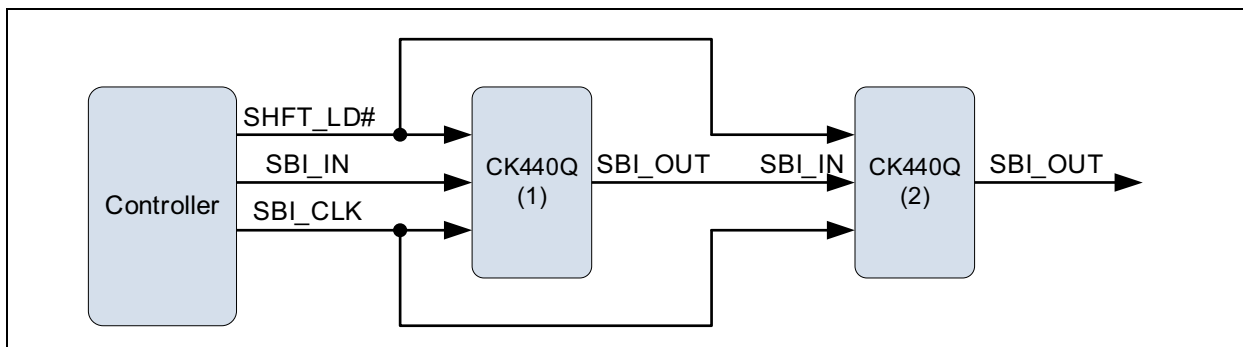 Controller
SHFT_LD#
SBI_IN
SBI_CLK
CK440Q
(1)
SBI_OUT
SBI_IN
CK440Q
(2)
SBI_OUT